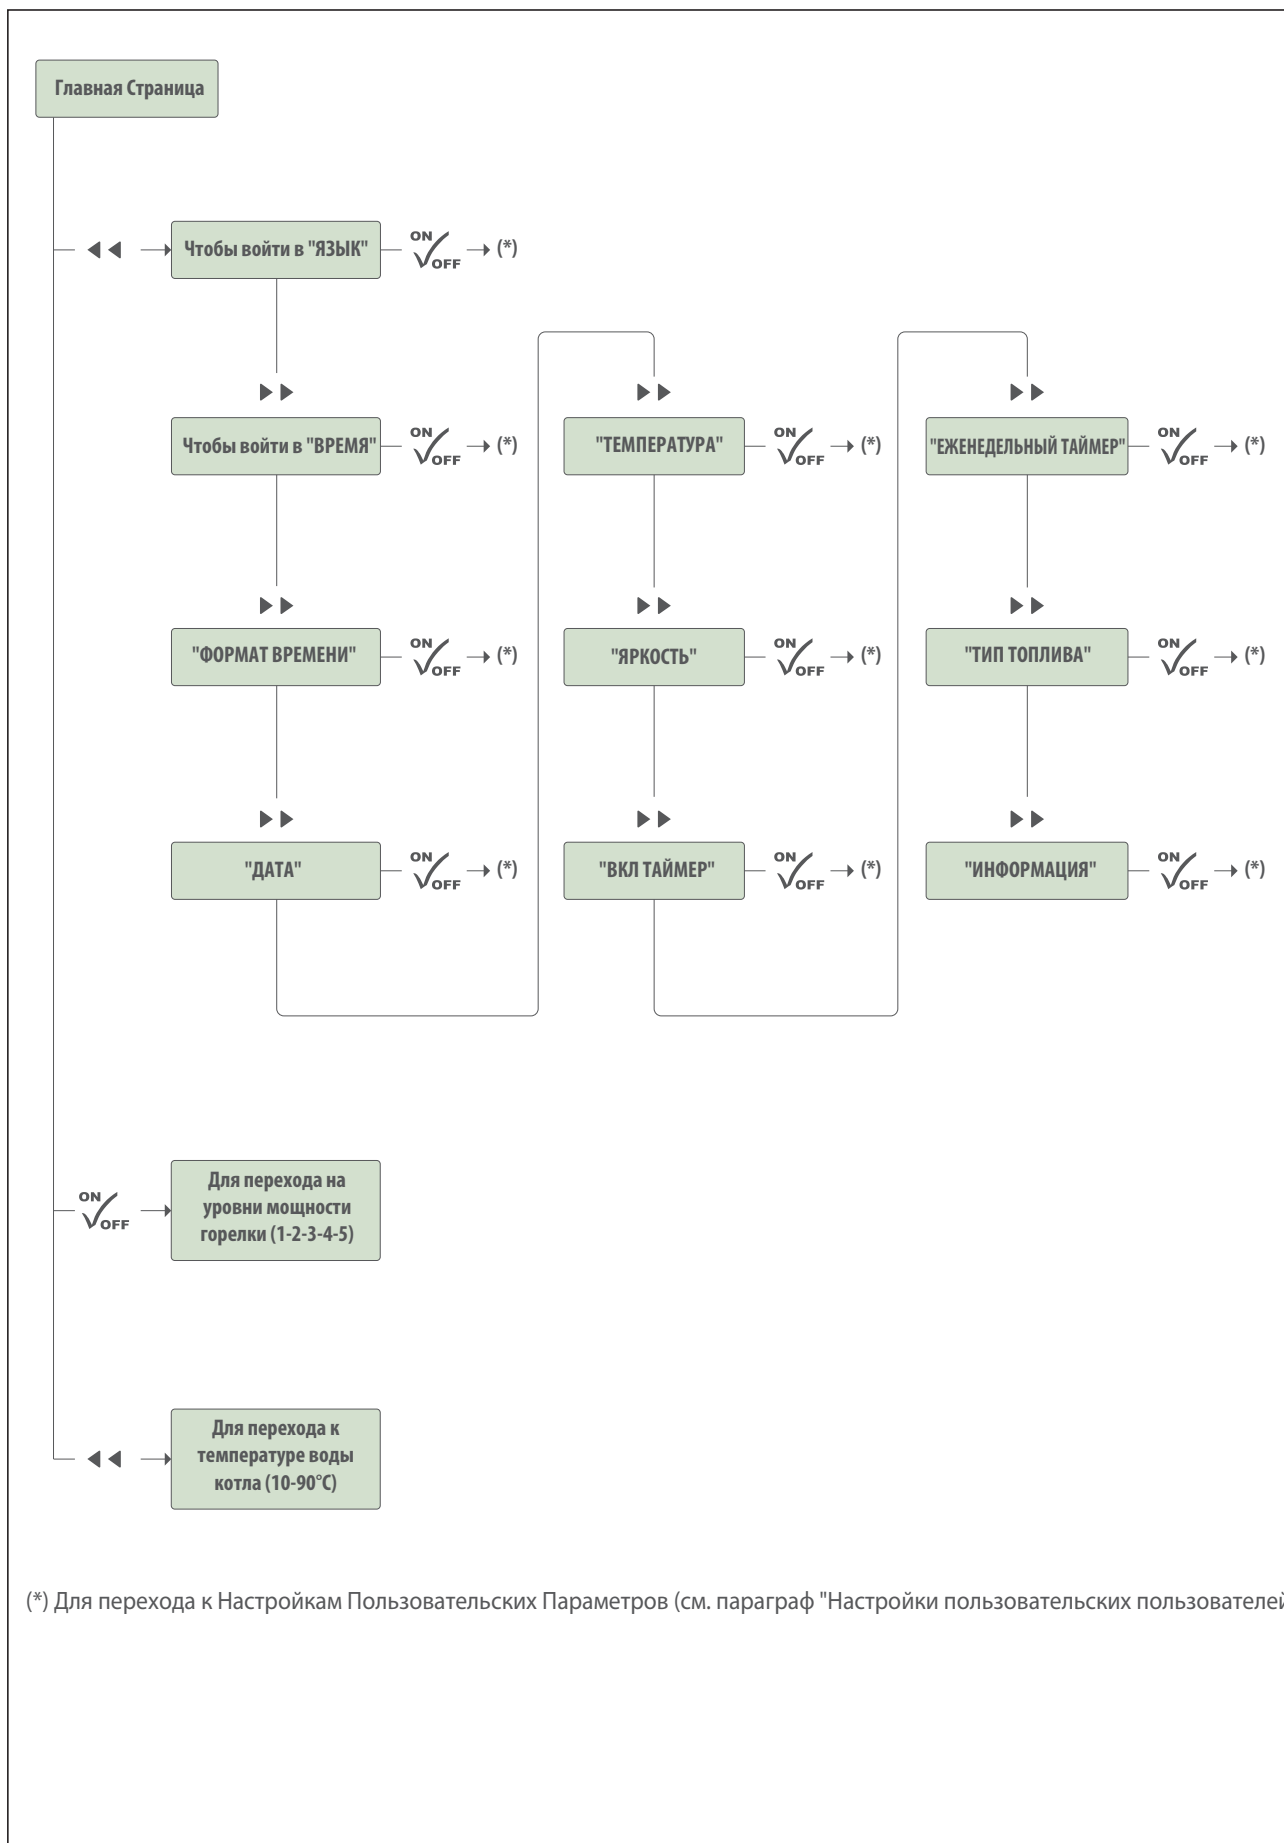 Главная Страница
Чтобы войти в "ЯЗЫК"
ON
OFF
(*)
Чтобы войти в "ВРЕМЯ"
ON
OFF
(*)
"ТЕМПЕРАТУРА"
ON
OFF
(*)
"ЕЖЕНЕДЕЛЬНЫЙ ТАЙМЕР"
ON
OFF
(*)
"ФОРМАТ ВРЕМЕНИ"
ON
OFF
(*)
"ЯРКОСТЬ"
ON
OFF
(*)
"ТИП ТОПЛИВА"
ON
OFF
(*)
"ДАТА"
ON
OFF
(*)
"ВКЛ ТАЙМЕР"
ON
OFF
(*)
"ИНФОРМАЦИЯ"
ON
OFF
(*)
ON
OFF
Для перехода на
уровни мощности
горелки (1-2-3-4-5)
Для перехода к
температуре воды
котла (10-90°C)
(*) Для перехода к Настройкам Пользовательских Параметров (см. параграф "Настройки пользовательских пользователей